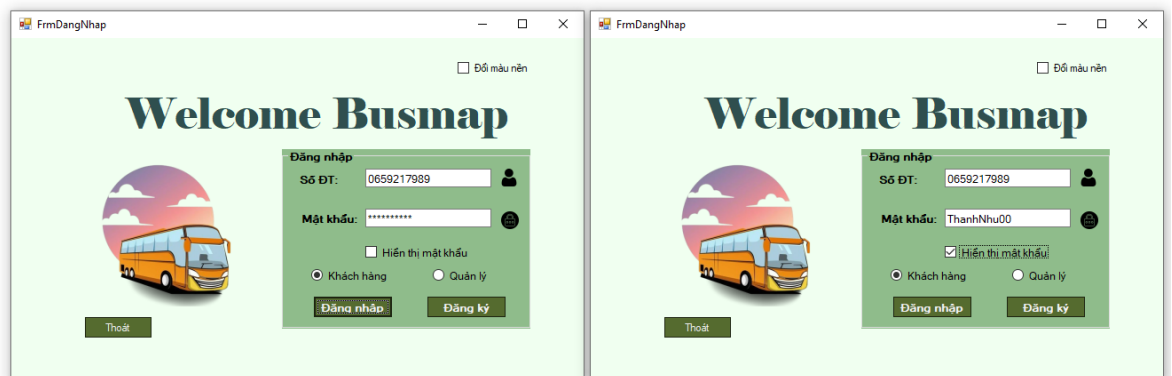 FrmDangNhap
Đổi màu nền
Welcome Busmap
Đăng nhập
Số ĐT: 0659217989
Mật khẩu: **********
Hiển thị mật khẩu
Khách hàng Quản lý
Đăng nhập Đăng ký
Thoát
FrmDangNhap
Đổi màu nền
Welcome Busmap
Đăng nhập
Số ĐT: 0659217989
Mật khẩu: ThanhNhu00
Hiển thị mật khẩu
Khách hàng Quản lý
Đăng nhập Đăng ký
Thoát